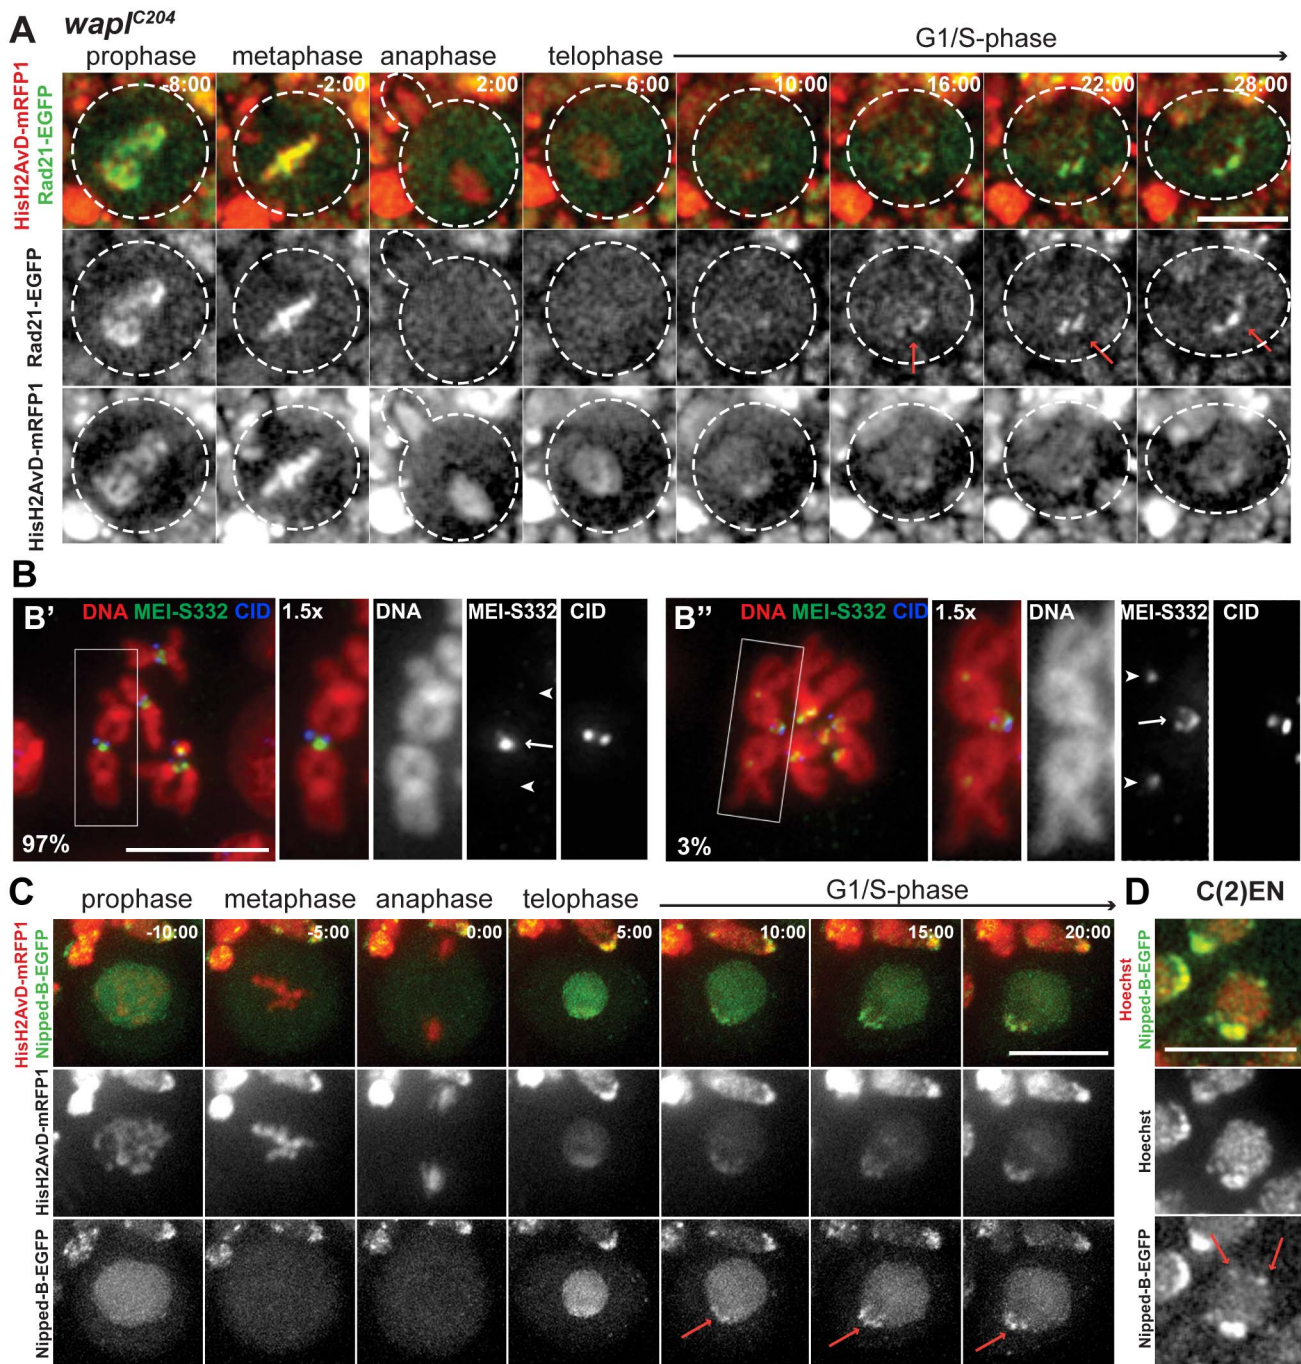 A
wapl^C204
prophase metaphase anaphase telophase G1/S-phase
HisH2AvD-mRFP1
Rad21-EGFP
-8:00 -2:00 2:00 6:00 10:00 16:00 22:00 28:00
Rad21-EGFP
HisH2AvD-mRFP1
B
B' DNA MEI-S332 CID 1.5x DNA MEI-S332 CID
97%
B'' DNA MEI-S332 CID 1.5x DNA MEI-S332 CID
3%
C
prophase metaphase anaphase telophase G1/S-phase
HisH2AvD-mRFP1
Nipped-B-EGFP
-10:00 -5:00 0:00 5:00 10:00 15:00 20:00
HisH2AvD-mRFP1
Nipped-B-EGFP
D C(2)EN
Hoechst
Nipped-B-EGFP
Hoechst
Nipped-B-EGFP